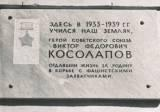 ЗДЕСЬ В 1933–1939 ГГ.
УЧИЛСЯ НАШ ЗЕМЛЯК,
ГЕРОЙ СОВЕТСКОГО СОЮЗА
ВИКТОР ФЕДОРОВИЧ
КОСОЛАПОВ
ОТДАВШИЙ ЖИЗНЬ ЗА РОДИНУ
В БОРЬБЕ С ФАШИСТСКИМИ
ЗАХВАТЧИКАМИ